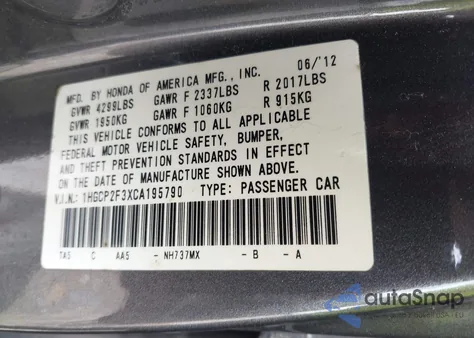 MFD. BY HONDA OF AMERICA MFG., INC. 06/12
GVWR 4299LBS GAWR F 2337LBS R 2017LBS
GVWR 1950KG GAWR F 1060KG R 915KG
THIS VEHICLE CONFORMS TO ALL APPLICABLE
FEDERAL MOTOR VEHICLE SAFETY, BUMPER,
AND THEFT PREVENTION STANDARDS IN EFFECT
ON THE DATE OF MANUFACTURE SHOWN ABOVE.
V.I.N.: 1HGCP2F3XCA195790 TYPE: PASSENGER CAR
TA5 C AA5 - NH737MX - B - A
autoSnap